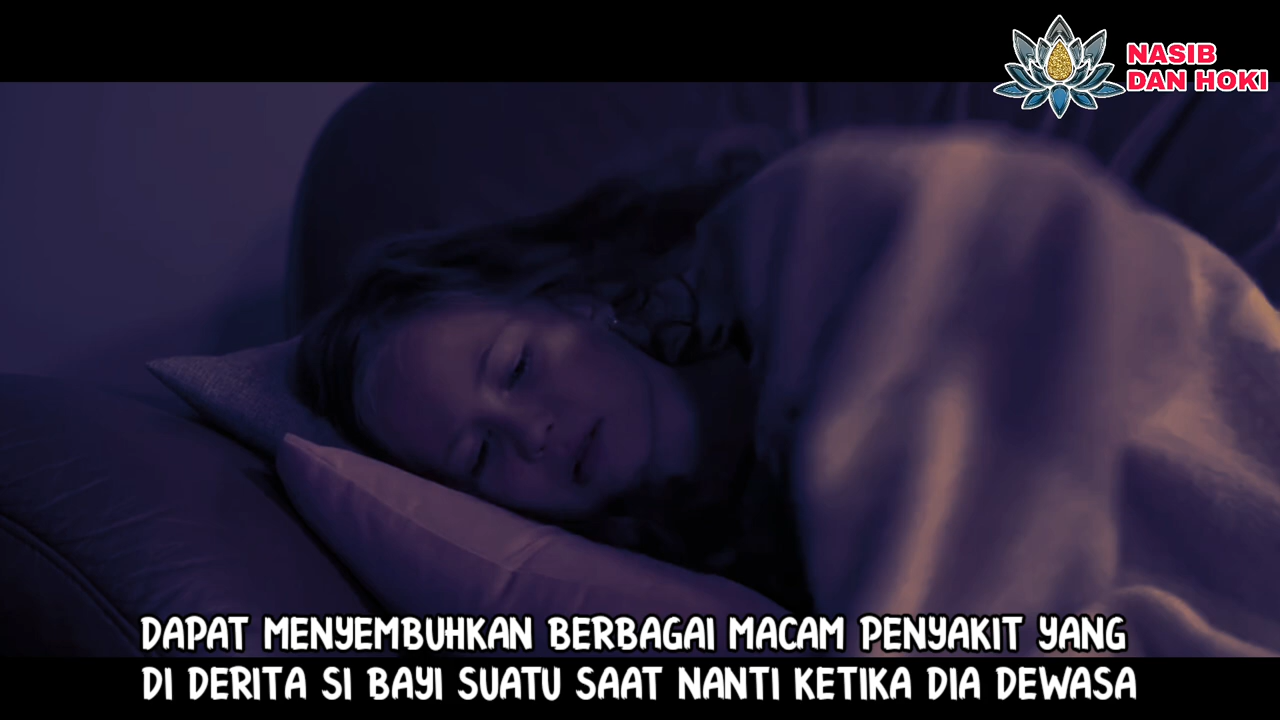 NASIB
DAN HOKI
DAPAT MENYEMBUHKAN BERBAGAI MACAM PENYAKIT YANG
DI DERITA SI BAYI SUATU SAAT NANTI KETIKA DIA DEWASA